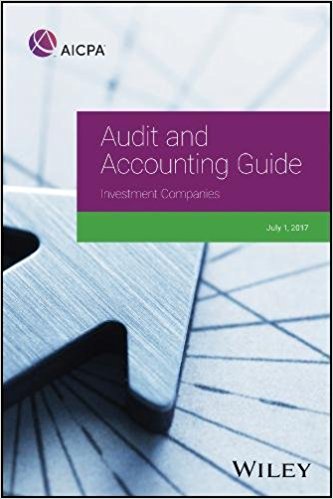 AICPA
Audit and
Accounting Guide
Investment Companies
July 1, 2017
WILEY